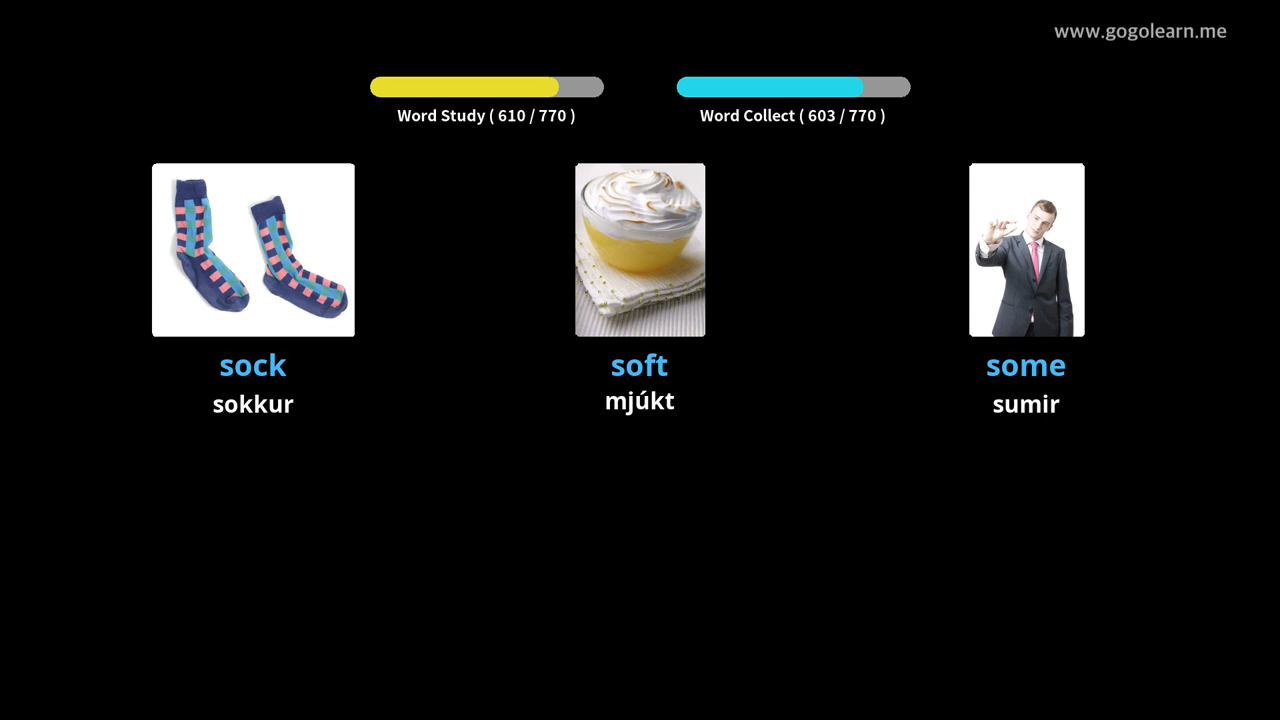 www.gogolearn.me
Word Study ( 610 / 770 )
Word Collect ( 603 / 770 )
sock
sokkur
soft
mjúkt
some
sumir